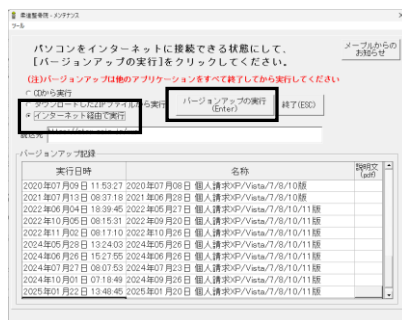 柔道整骨院 - メンテナンス
ツール
パソコンをインターネットに接続できる状態にして、
[バージョンアップの実行]をクリックしてください。
メープルからの
お知らせ
(注)バージョンアップは他のアプリケーションをすべて終了してから実行してください
CDから実行
ダウンロードしたZIPファイルから実行
インターネット経由で実行
バージョンアップの実行
(Enter)
終了(ESC)
バージョンアップ記録
実行日時 名称 説明文
(pdf)
2020年07月09日 11:53:27 2020年07月08日 個人請求XP/Vista/7/8/10版
2021年07月13日 08:37:18 2021年06月28日 個人請求XP/Vista/7/8/10版
2022年06月04日 18:39:45 2022年05月27日 個人請求XP/Vista/7/8/10/11版
2022年10月05日 08:15:31 2022年09月20日 個人請求XP/Vista/7/8/10/11版
2022年11月02日 08:17:10 2022年10月26日 個人請求XP/Vista/7/8/10/11版
2024年05月28日 13:24:03 2024年05月26日 個人請求XP/Vista/7/8/10/11版
2024年06月26日 15:27:55 2024年06月26日 個人請求XP/Vista/7/8/10/11版
2024年07月27日 08:07:53 2024年07月23日 個人請求XP/Vista/7/8/10/11版
2024年10月01日 07:18:49 2024年09月26日 個人請求XP/Vista/7/8/10/11版
2025年01月22日 13:48:45 2025年01月20日 個人請求XP/Vista/7/8/10/11版